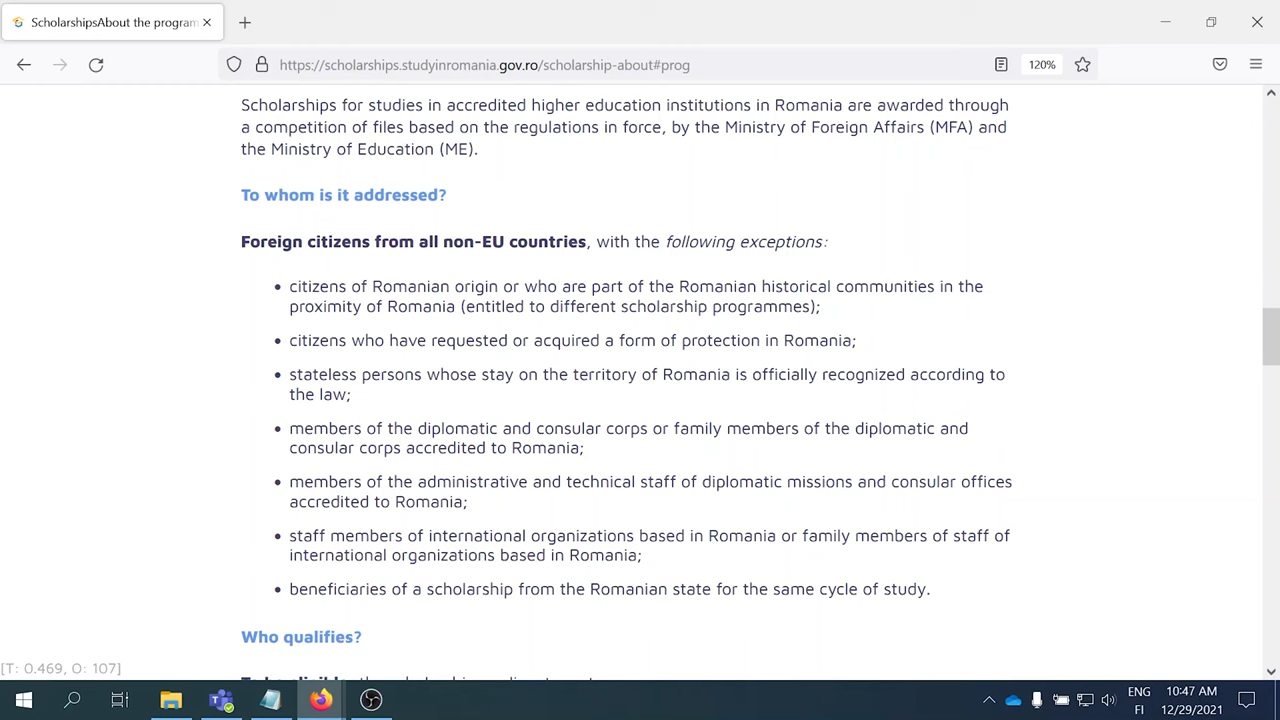 ScholarshipsAbout the program
https://scholarships.studyinromania.gov.ro/scholarship-about#prog
120%
Scholarships for studies in accredited higher education institutions in Romania are awarded through
a competition of files based on the regulations in force, by the Ministry of Foreign Affairs (MFA) and
the Ministry of Education (ME).
To whom is it addressed?
Foreign citizens from all non-EU countries, with the following exceptions:
• citizens of Romanian origin or who are part of the Romanian historical communities in the
proximity of Romania (entitled to different scholarship programmes);
• citizens who have requested or acquired a form of protection in Romania;
• stateless persons whose stay on the territory of Romania is officially recognized according to
the law;
• members of the diplomatic and consular corps or family members of the diplomatic and
consular corps accredited to Romania;
• members of the administrative and technical staff of diplomatic missions and consular offices
accredited to Romania;
• staff members of international organizations based in Romania or family members of staff of
international organizations based in Romania;
• beneficiaries of a scholarship from the Romanian state for the same cycle of study.
Who qualifies?
[T: 0.469, O: 107]
To be eligible
ENG
FI
10:47 AM
12/29/2021